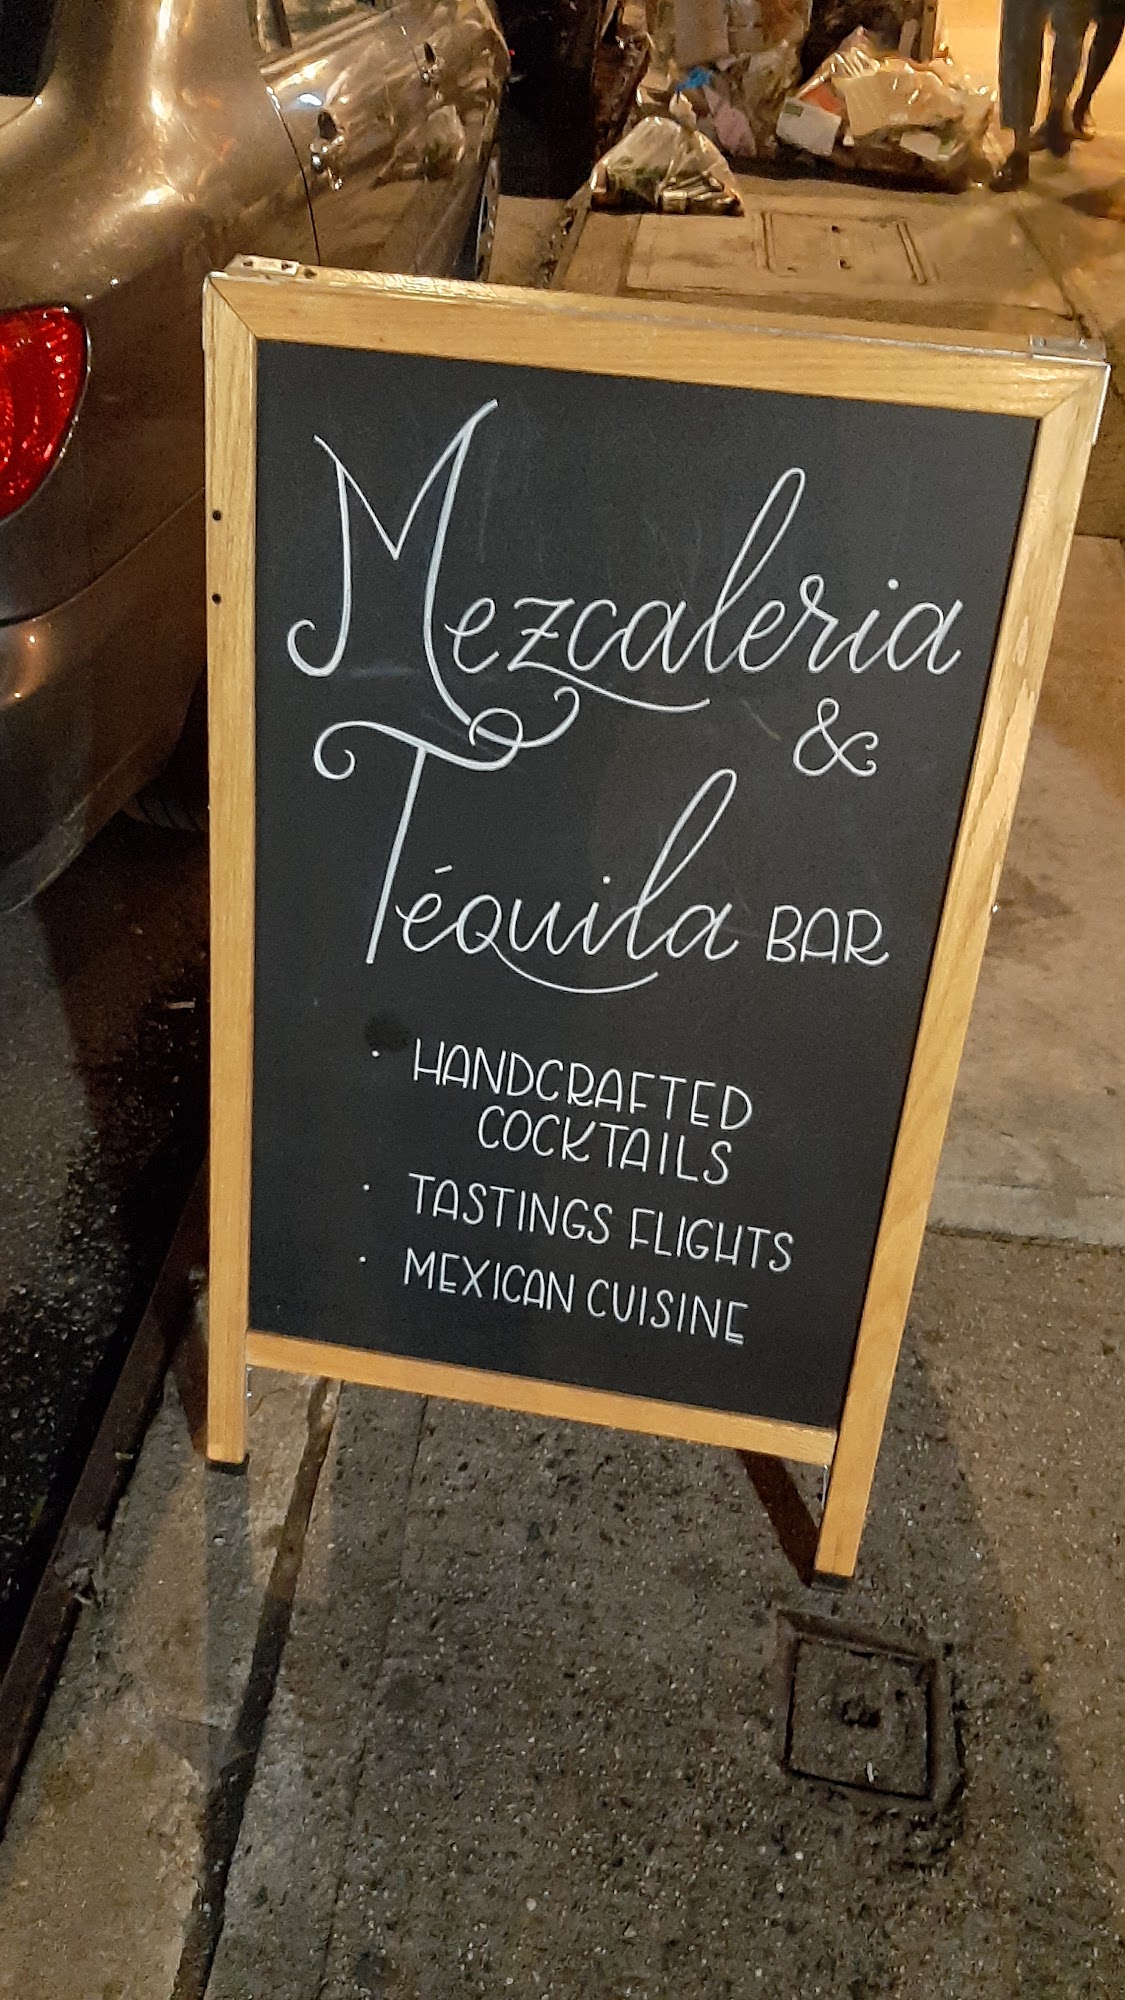 Mezcaleria
&
Téquila BAR
· HANDCRAFTED
COCKTAILS
· TASTINGS FLIGHTS
· MEXICAN CUISINE